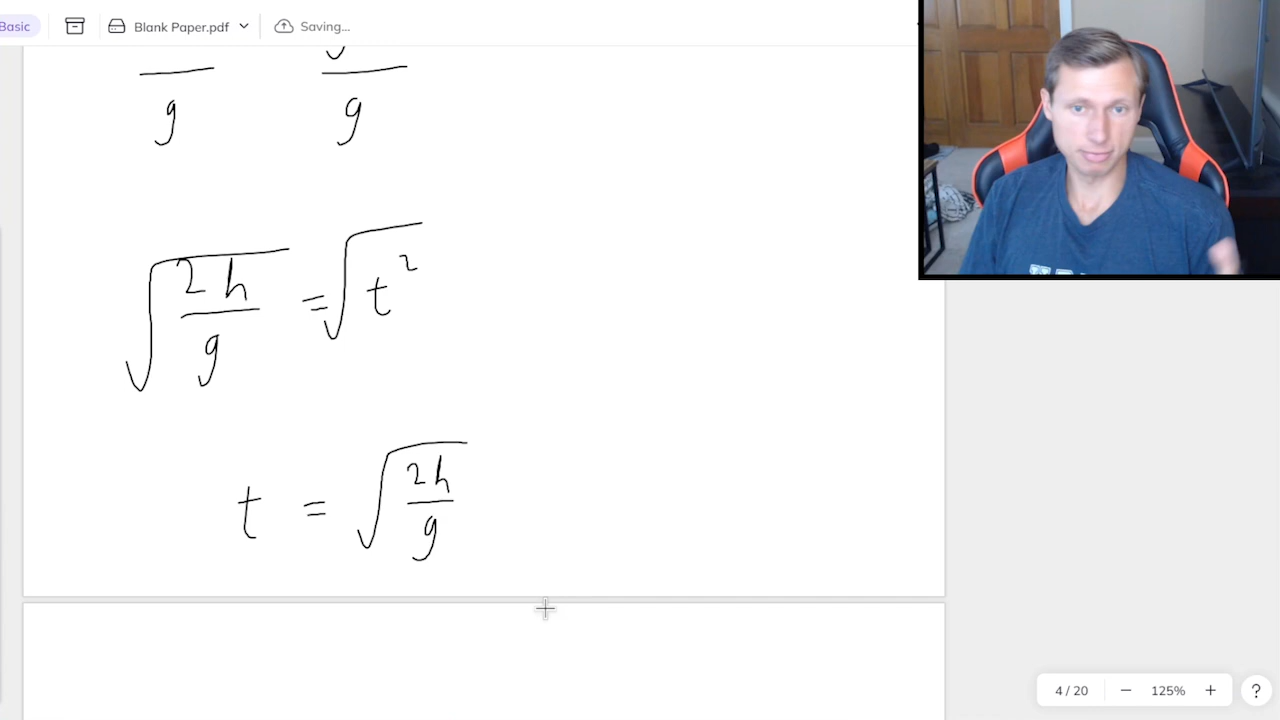 Basic Blank Paper.pdf Saving...
g g
√(2h/g) = √(t²)
t = √(2h/g)
4 / 20 − 125% + ?